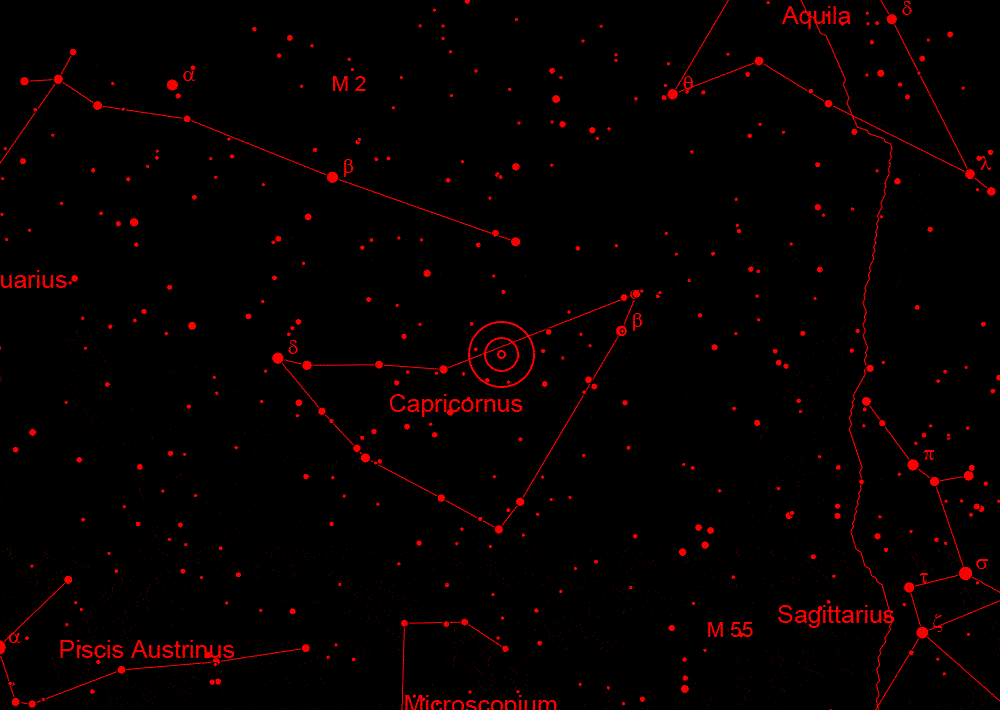 Aquila
δ
α
M 2
θ
β
λ
uarius
β
δ
Capricornus
π
σ
τ
Sagittarius
ξ
α
M 55
Piscis Austrinus
Microscopium